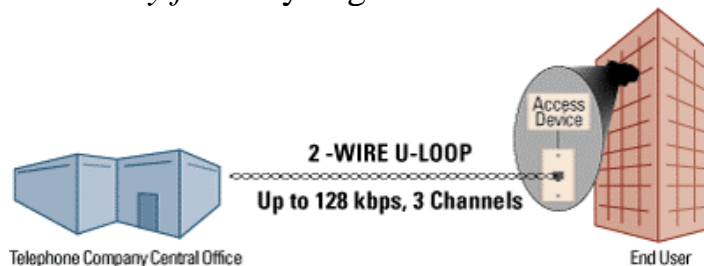 Access
Device
2 -WIRE U-LOOP
Up to 128 kbps, 3 Channels
Telephone Company Central Office
End User